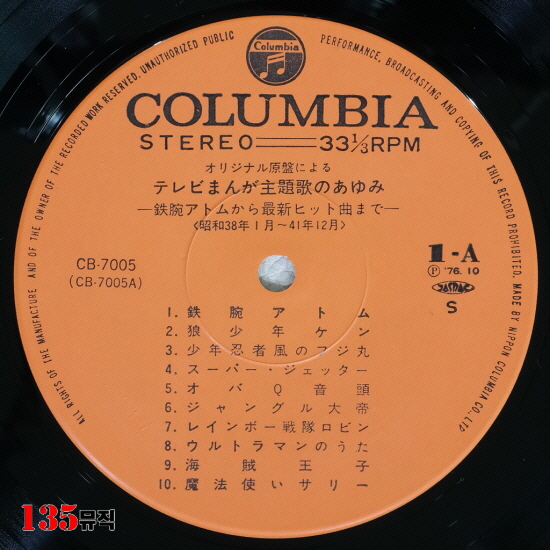 ALL RIGHTS OF THE MANUFACTURE AND OF THE OWNER OF THE RECORDED WORK RESERVED. UNAUTHORIZED PUBLIC PERFORMANCE, BROADCASTING AND COPYING OF THIS RECORD PROHIBITED. MADE BY NIPPON COLUMBIA CO., LTD
Columbia
COLUMBIA
STEREO 33 1/3 RPM
オリジナル原盤による
テレビまんが主題歌のあゆみ
—鉄腕アトムから最新ヒット曲まで—
〈昭和38年1月~41年12月〉
CB-7005
(CB-7005A)
1-A
Ⓟ '76. 10
JASRAC
S
1. 鉄腕アトム
2. 狼少年ケン
3. 少年忍者風のフジ丸
4. スーパー・ジェッター
5. オバQ音頭
6. ジャングル大帝
7. レインボー戦隊ロビン
8. ウルトラマンのうた
9. 海賊王子
10. 魔法使いサリー
135뮤직